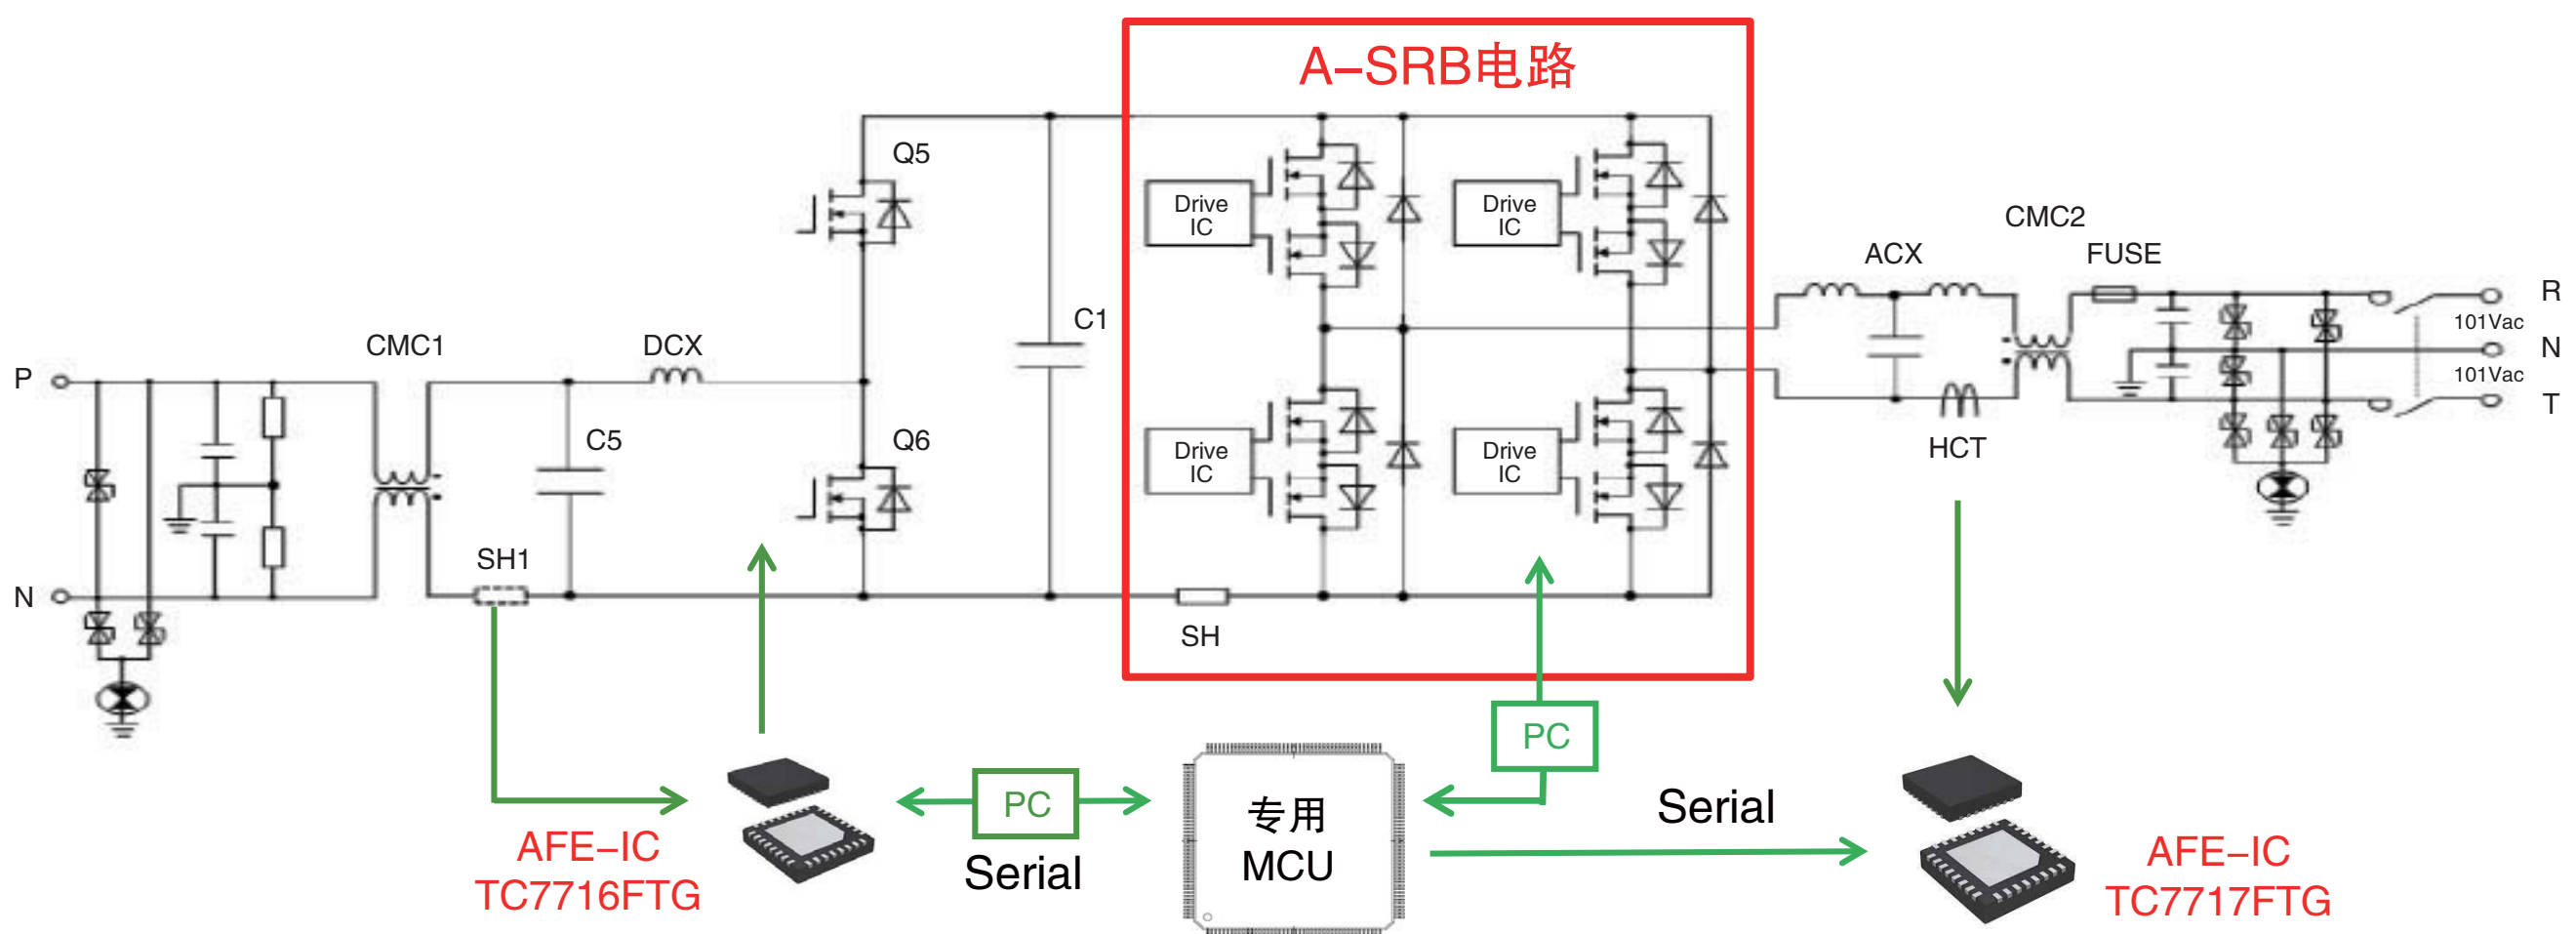 A–SRB电路
Q5
Drive
IC
Drive
IC
CMC2
ACX
FUSE
R
101Vac
N
101Vac
T
C1
CMC1
DCX
P
C5
Q6
Drive
IC
Drive
IC
HCT
SH1
N
SH
PC
PC
Serial
专用
MCU
Serial
AFE–IC
TC7716FTG
AFE–IC
TC7717FTG